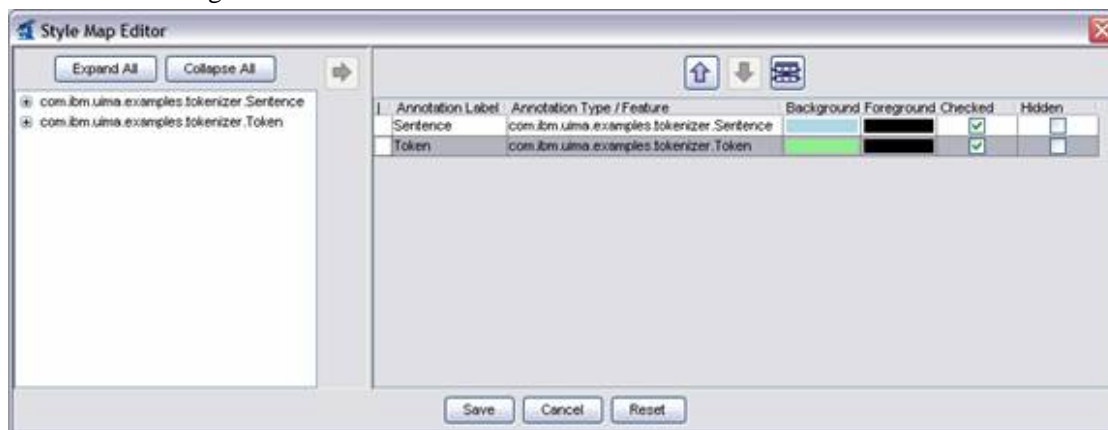 Style Map Editor
Expand All Collapse All
com.ibm.uima.examples.tokenizer.Sentence
com.ibm.uima.examples.tokenizer.Token
Annotation Label Annotation Type / Feature Background Foreground Checked Hidden
Sentence com.ibm.uima.examples.tokenizer.Sentence
Token com.ibm.uima.examples.tokenizer.Token
Save Cancel Reset